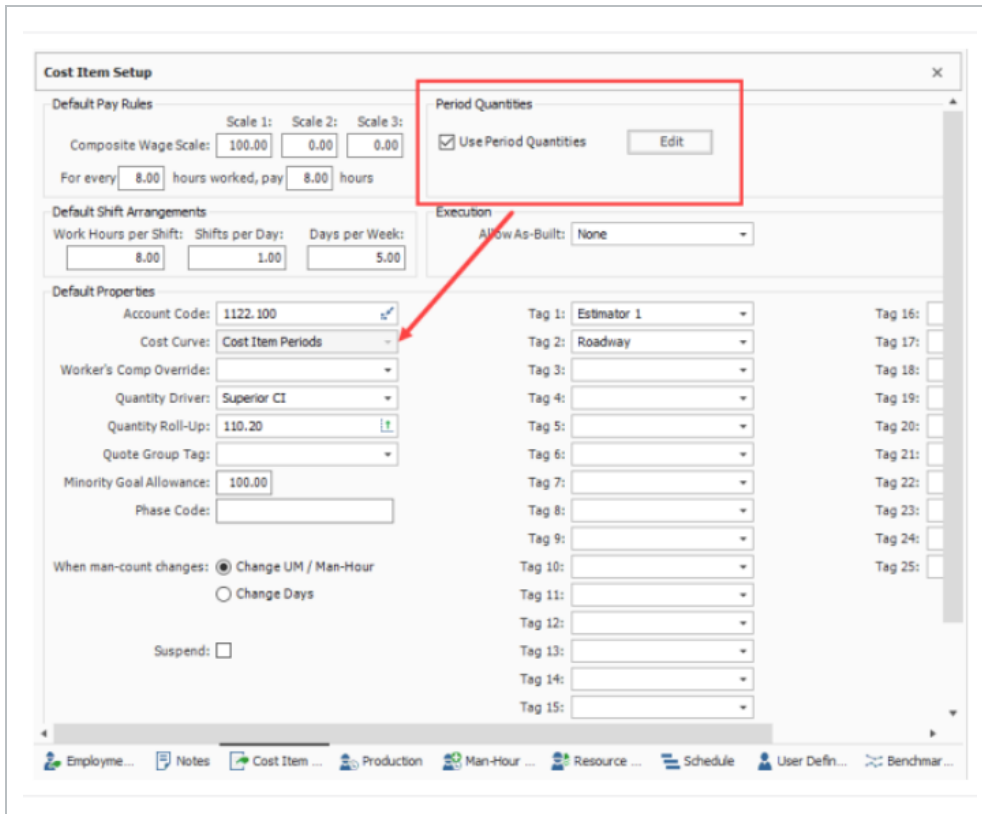 Cost Item Setup
Default Pay Rules
Scale 1: Scale 2: Scale 3:
Composite Wage Scale: 100.00 0.00 0.00
For every 8.00 hours worked, pay 8.00 hours
Period Quantities
Use Period Quantities Edit
Default Shift Arrangements
Work Hours per Shift: Shifts per Day: Days per Week:
8.00 1.00 5.00
Execution
Allow As-Built: None
Default Properties
Account Code: 1122.100
Cost Curve: Cost Item Periods
Worker's Comp Override:
Quantity Driver: Superior CI
Quantity Roll-Up: 110.20
Quote Group Tag:
Minority Goal Allowance: 100.00
Phase Code:
When man-count changes: Change UM / Man-Hour
Change Days
Suspend:
Tag 1: Estimator 1
Tag 2: Roadway
Tag 3:
Tag 4:
Tag 5:
Tag 6:
Tag 7:
Tag 8:
Tag 9:
Tag 10:
Tag 11:
Tag 12:
Tag 13:
Tag 14:
Tag 15:
Tag 16:
Tag 17:
Tag 18:
Tag 19:
Tag 20:
Tag 21:
Tag 22:
Tag 23:
Tag 24:
Tag 25:
Employme... Notes Cost Item ... Production Man-Hour ... Resource ... Schedule User Defin... Benchmar...